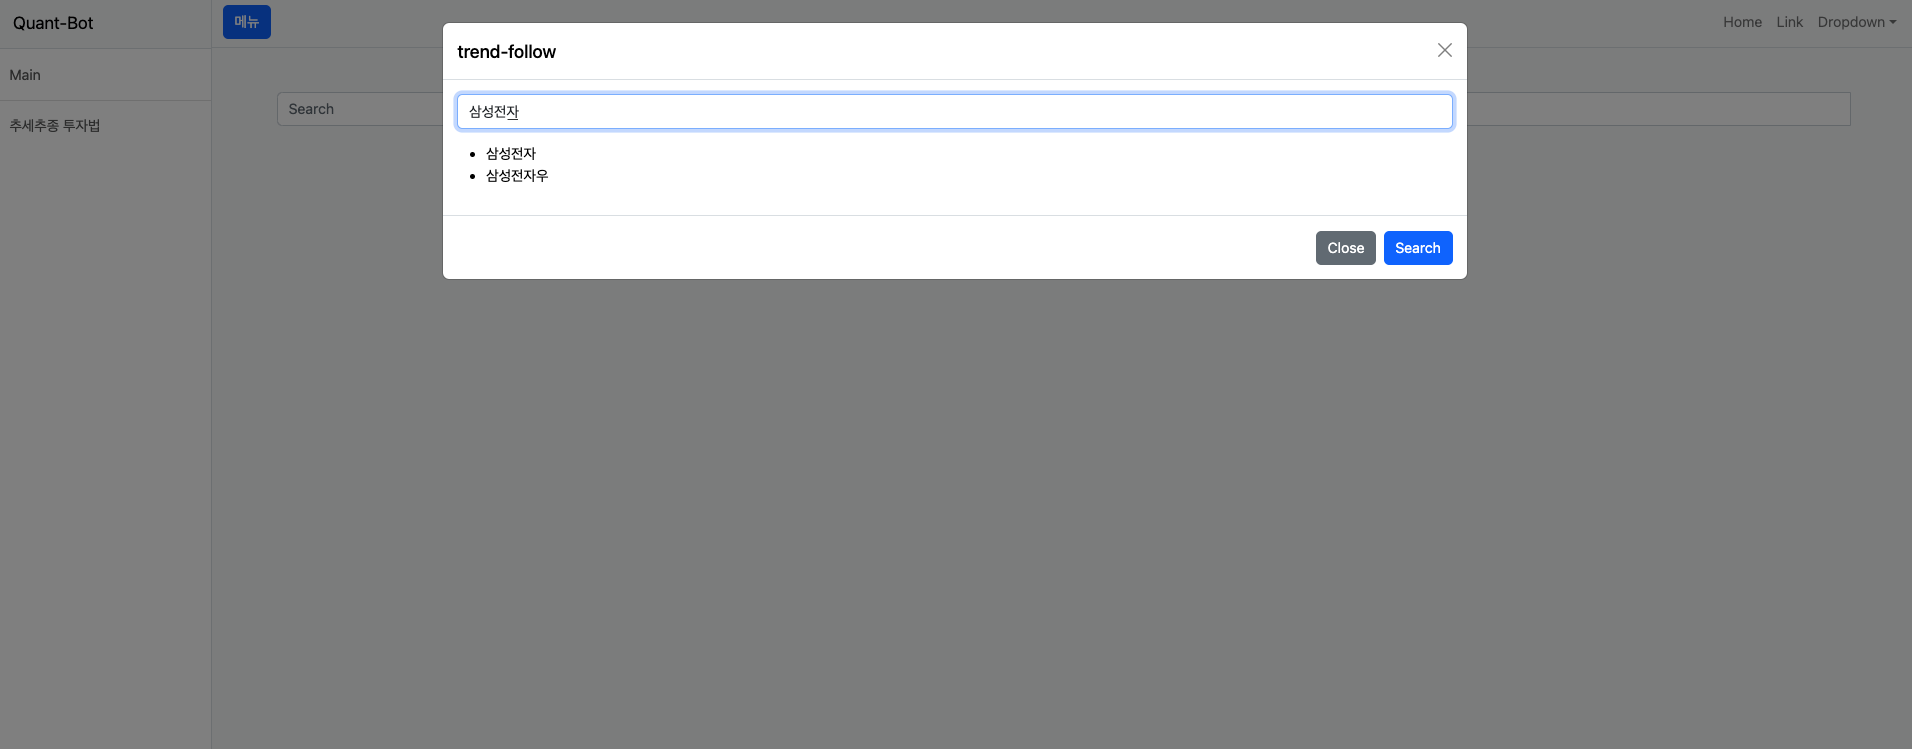 Quant-Bot
메뉴
Home Link Dropdown
Main
추세추종 투자법
Search
trend-follow
삼성전자
삼성전자
삼성전자우
Close Search